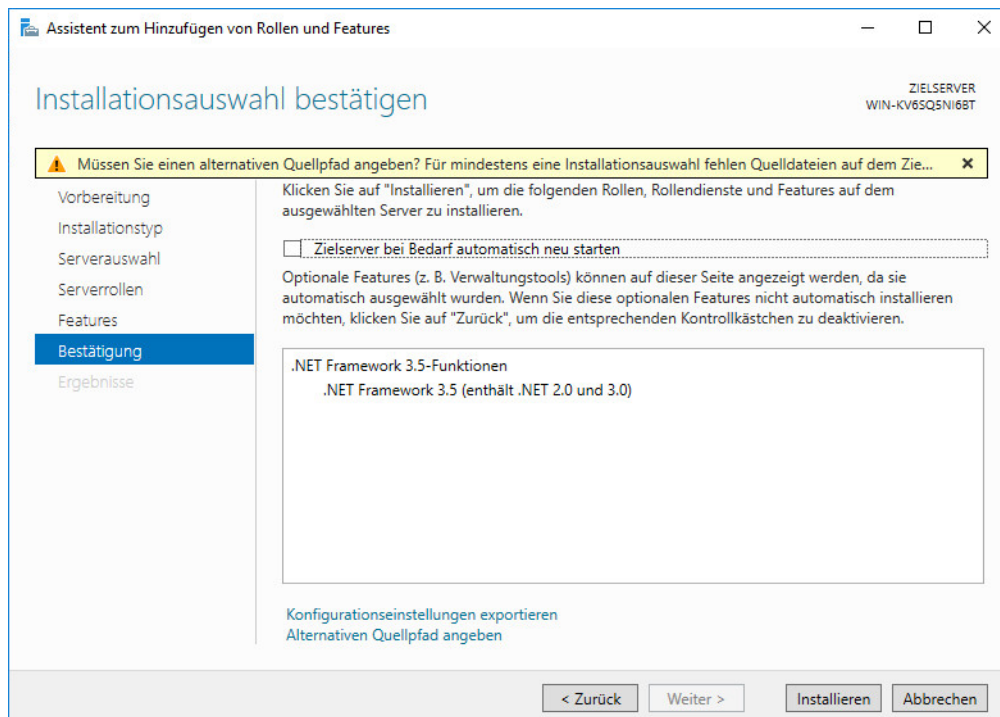 Assistent zum Hinzufügen von Rollen und Features
Installationsauswahl bestätigen
ZIELSERVER
WIN-KV6SQ5NI6BT
Müssen Sie einen alternativen Quellpfad angeben? Für mindestens eine Installationsauswahl fehlen Quelldateien auf dem Zie...
Vorbereitung
Installationstyp
Serverauswahl
Serverrollen
Features
Bestätigung
Ergebnisse
Klicken Sie auf "Installieren", um die folgenden Rollen, Rollendienste und Features auf dem
ausgewählten Server zu installieren.
Zielserver bei Bedarf automatisch neu starten
Optionale Features (z. B. Verwaltungstools) können auf dieser Seite angezeigt werden, da sie
automatisch ausgewählt wurden. Wenn Sie diese optionalen Features nicht automatisch installieren
möchten, klicken Sie auf "Zurück", um die entsprechenden Kontrollkästchen zu deaktivieren.
.NET Framework 3.5-Funktionen
.NET Framework 3.5 (enthält .NET 2.0 und 3.0)
Konfigurationseinstellungen exportieren
Alternativen Quellpfad angeben
< Zurück
Weiter >
Installieren
Abbrechen